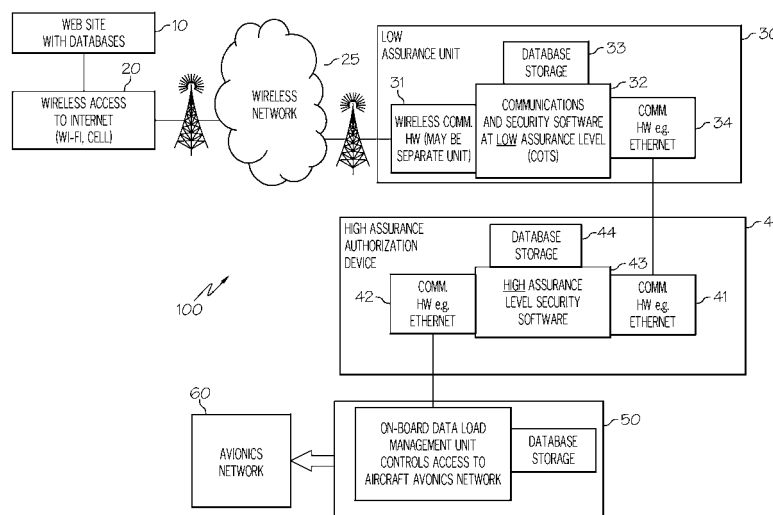 WEB SITE
WITH DATABASES
10
20
WIRELESS ACCESS
TO INTERNET
(WI-FI, CELL)
25
WIRELESS
NETWORK
LOW
ASSURANCE UNIT
30
DATABASE
STORAGE
33
31
32
WIRELESS COMM.
HW (MAY BE
SEPARATE UNIT)
COMMUNICATIONS
AND SECURITY SOFTWARE
AT LOW ASSURANCE LEVEL
(COTS)
COMM.
HW e.g.
ETHERNET
34
HIGH ASSURANCE
AUTHORIZATION
DEVICE
DATABASE
STORAGE
44
43
42
COMM.
HW e.g.
ETHERNET
HIGH ASSURANCE
LEVEL SECURITY
SOFTWARE
COMM.
HW e.g.
ETHERNET
41
100
60
AVIONICS
NETWORK
ON-BOARD DATA LOAD
MANAGEMENT UNIT
CONTROLS ACCESS TO
AIRCRAFT AVIONICS NETWORK
DATABASE
STORAGE
50